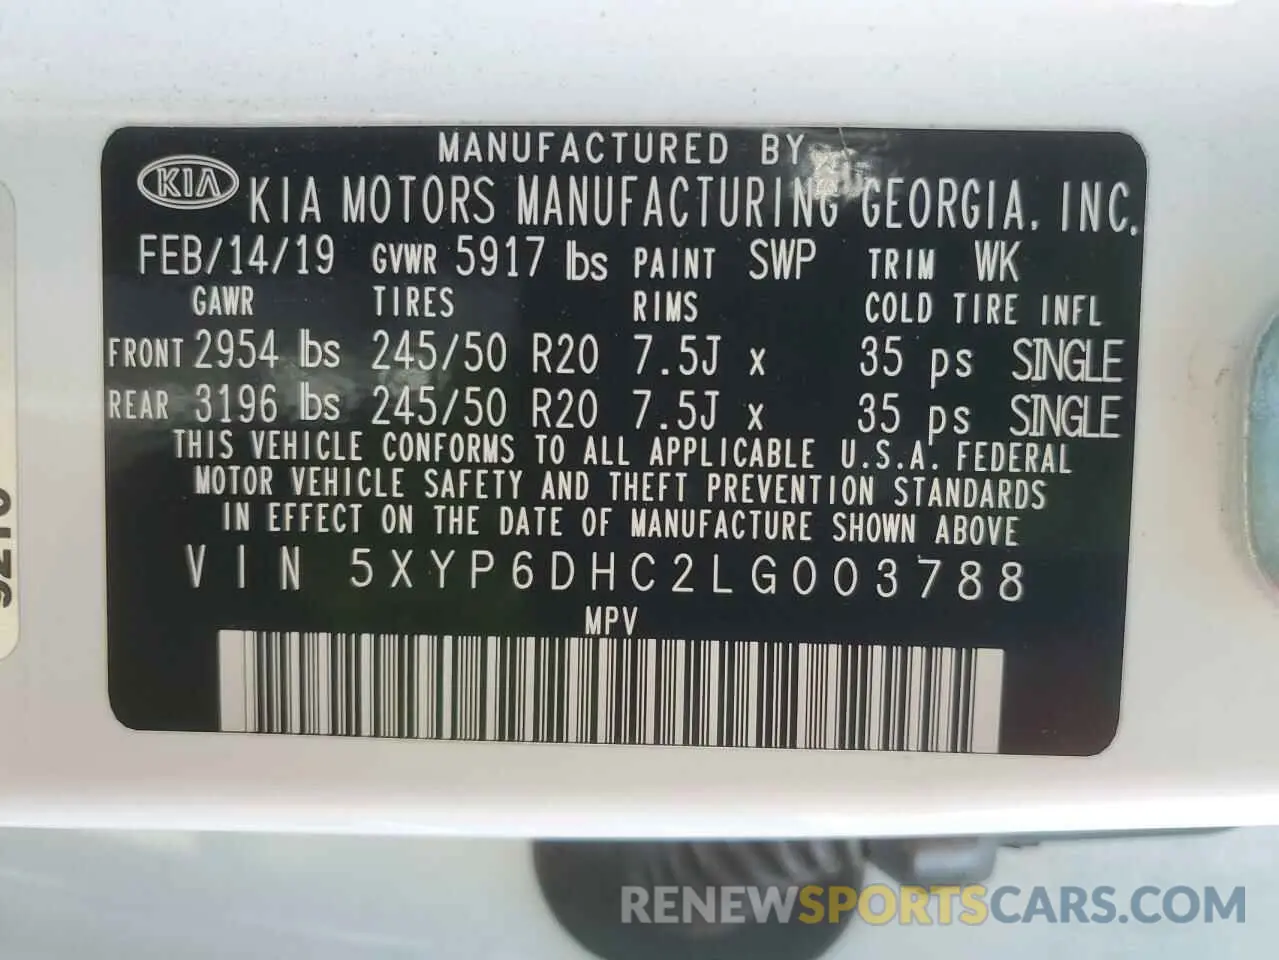 MANUFACTURED BY
KIA KIA MOTORS MANUFACTURING GEORGIA, INC.
FEB/14/19 GVWR 5917 lbs PAINT SWP TRIM WK
GAWR TIRES RIMS COLD TIRE INFL
FRONT 2954 lbs 245/50 R20 7.5J x 35 ps SINGLE
REAR 3196 lbs 245/50 R20 7.5J x 35 ps SINGLE
THIS VEHICLE CONFORMS TO ALL APPLICABLE U.S.A. FEDERAL
MOTOR VEHICLE SAFETY AND THEFT PREVENTION STANDARDS
IN EFFECT ON THE DATE OF MANUFACTURE SHOWN ABOVE
VIN 5XYP6DHC2LG003788
MPV
RENEWSPORTSCARS.COM